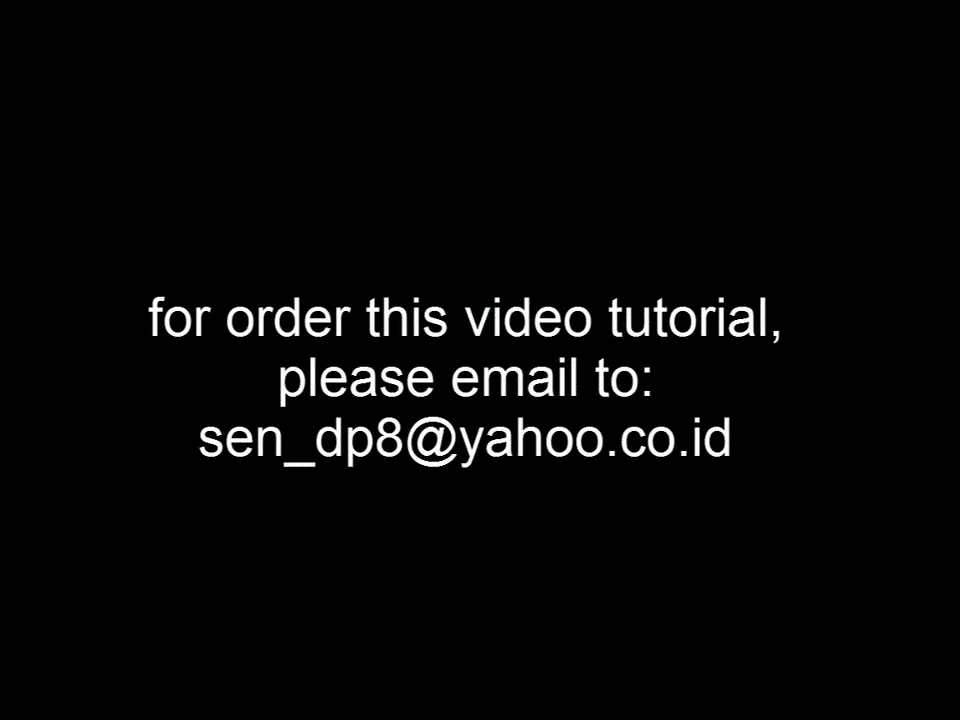 for order this video tutorial,
please email to:
sen_dp8@yahoo.co.id